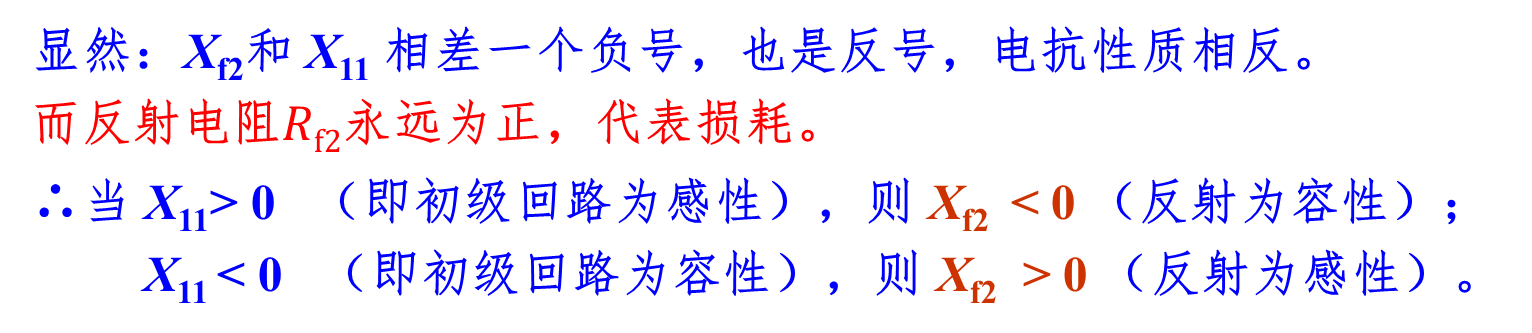 显然：Xf2和 X11 相差一个负号，也是反号，电抗性质相反。
而反射电阻Rf2永远为正，代表损耗。
∴当 X11> 0 （即初级回路为感性），则 Xf2 < 0 （反射为容性）；
X11 < 0 （即初级回路为容性），则 Xf2 > 0 （反射为感性）。